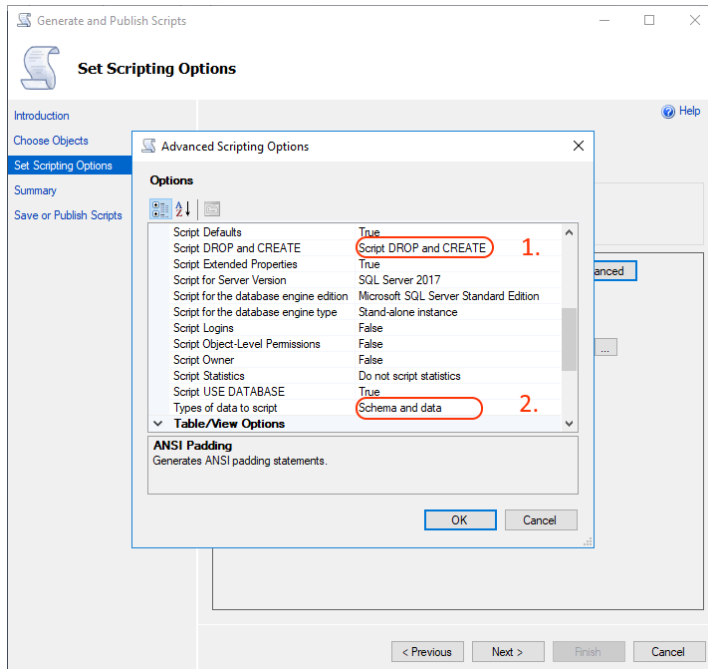 Generate and Publish Scripts
Set Scripting Options
Introduction
Choose Objects
Set Scripting Options
Summary
Save or Publish Scripts
Help
Advanced Scripting Options
Options
Script Defaults True
Script DROP and CREATE Script DROP and CREATE 1.
Script Extended Properties True
Script for Server Version SQL Server 2017
Script for the database engine edition Microsoft SQL Server Standard Edition
Script for the database engine type Stand-alone instance
Script Logins False
Script Object-Level Permissions False
Script Owner False
Script Statistics Do not script statistics
Script USE DATABASE True
Types of data to script Schema and data 2.
Table/View Options
ANSI Padding
Generates ANSI padding statements.
OK Cancel
anced
...
< Previous Next > Finish Cancel